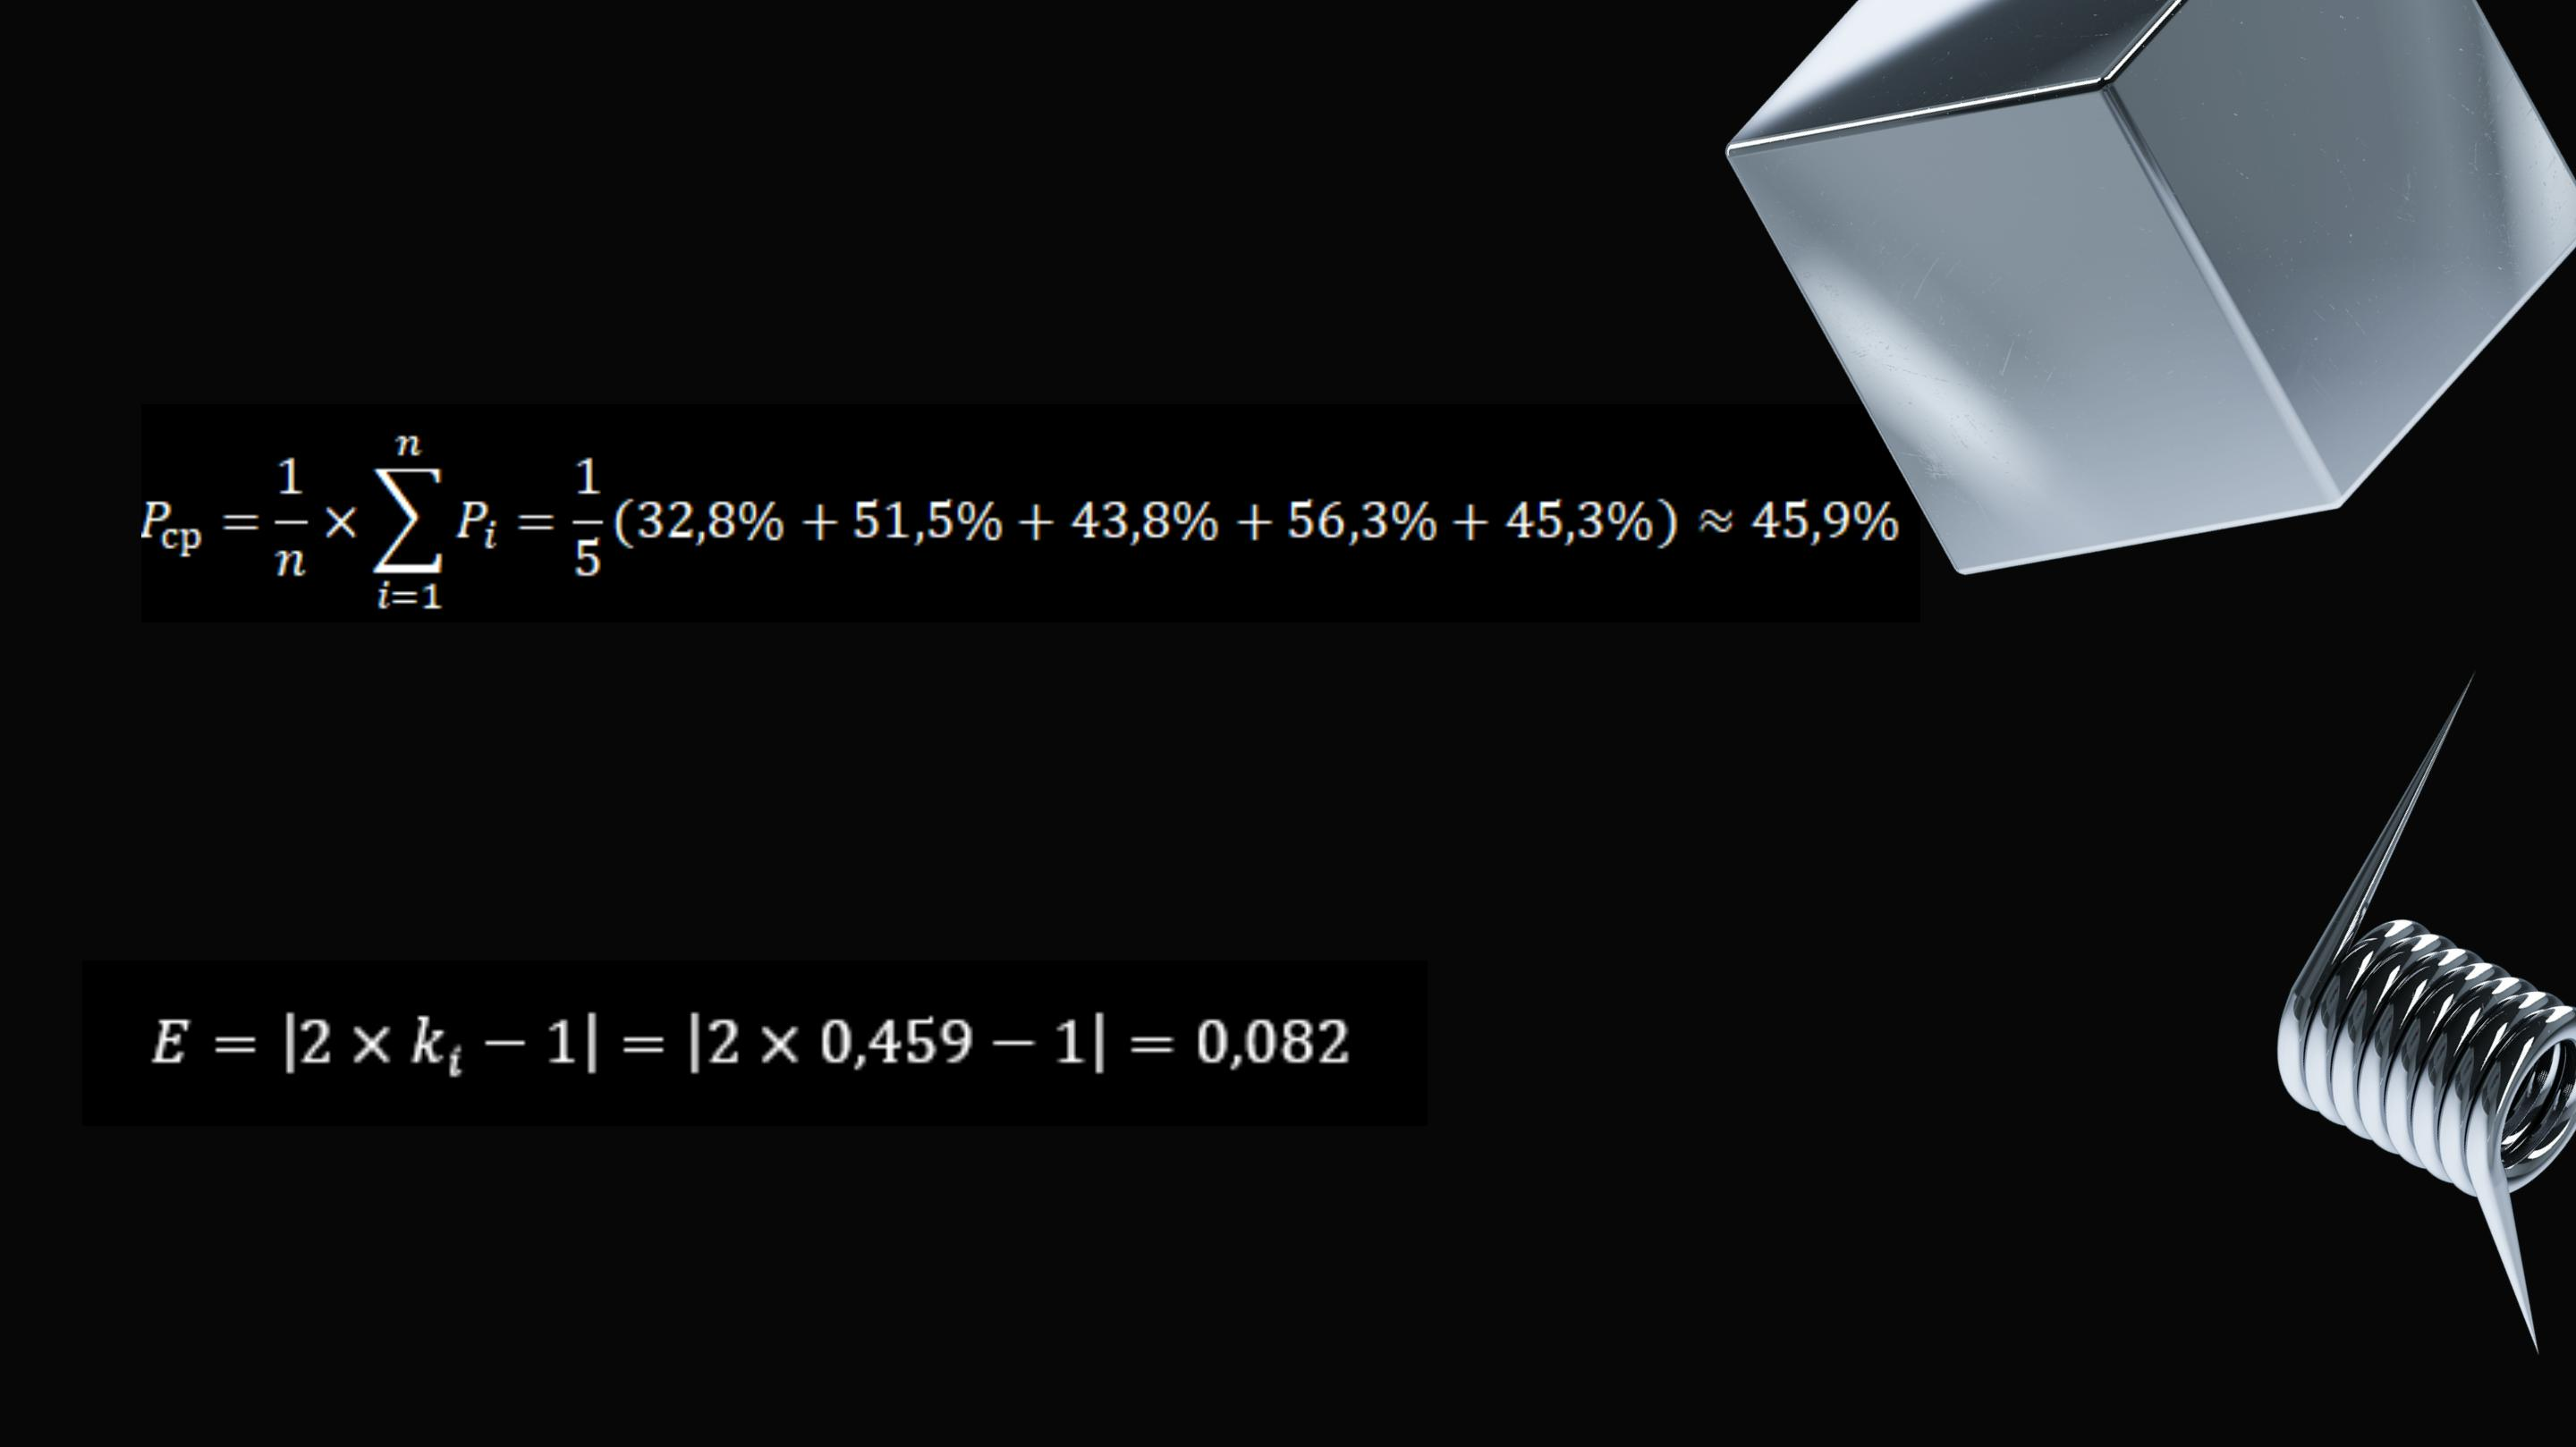 P_ср = 1/n × ∑_{i=1}^{n} P_i = 1/5 (32,8% + 51,5% + 43,8% + 56,3% + 45,3%) ≈ 45,9%
E = |2 × k_i − 1| = |2 × 0,459 − 1| = 0,082